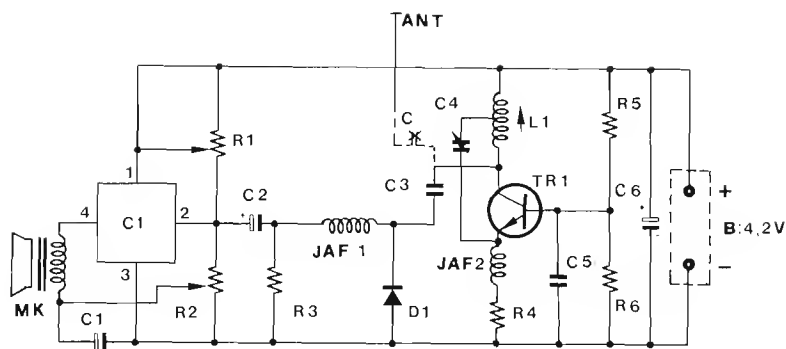 ANT
C4
C
L1
R5
R1
1
C2
C3
TR1
C6
+
4
C1
2
B:4,2V
JAF 1
JAF2
C5
3
–
MK
R2
R3
D1
R4
R6
C1
+
+